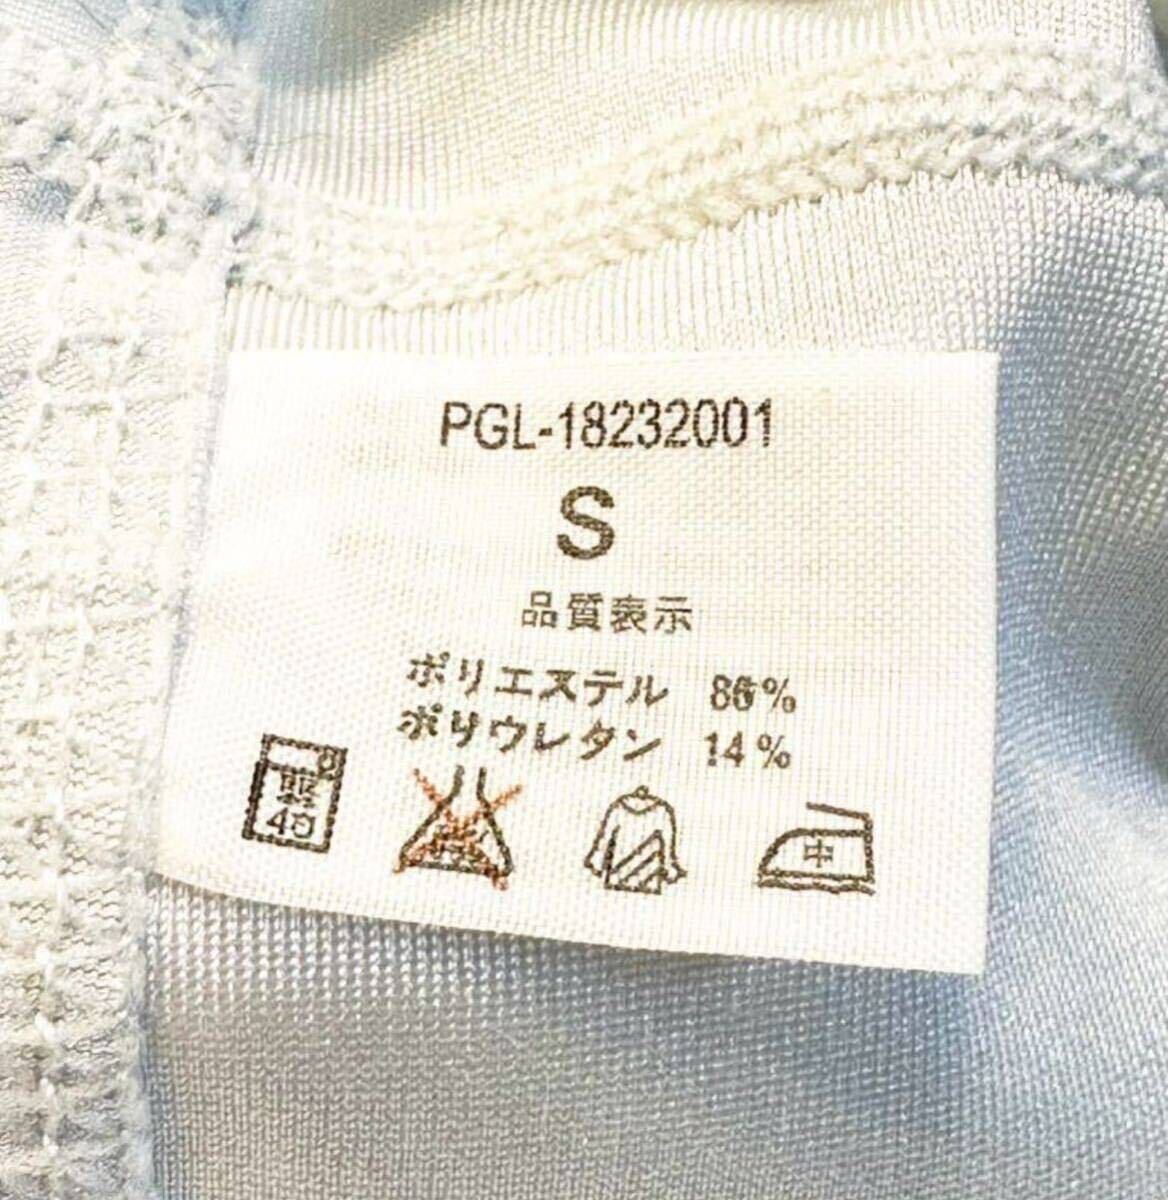 PGL-18232001
S
品質表示
ポリエステル 86%
ポリウレタン 14%
40
中